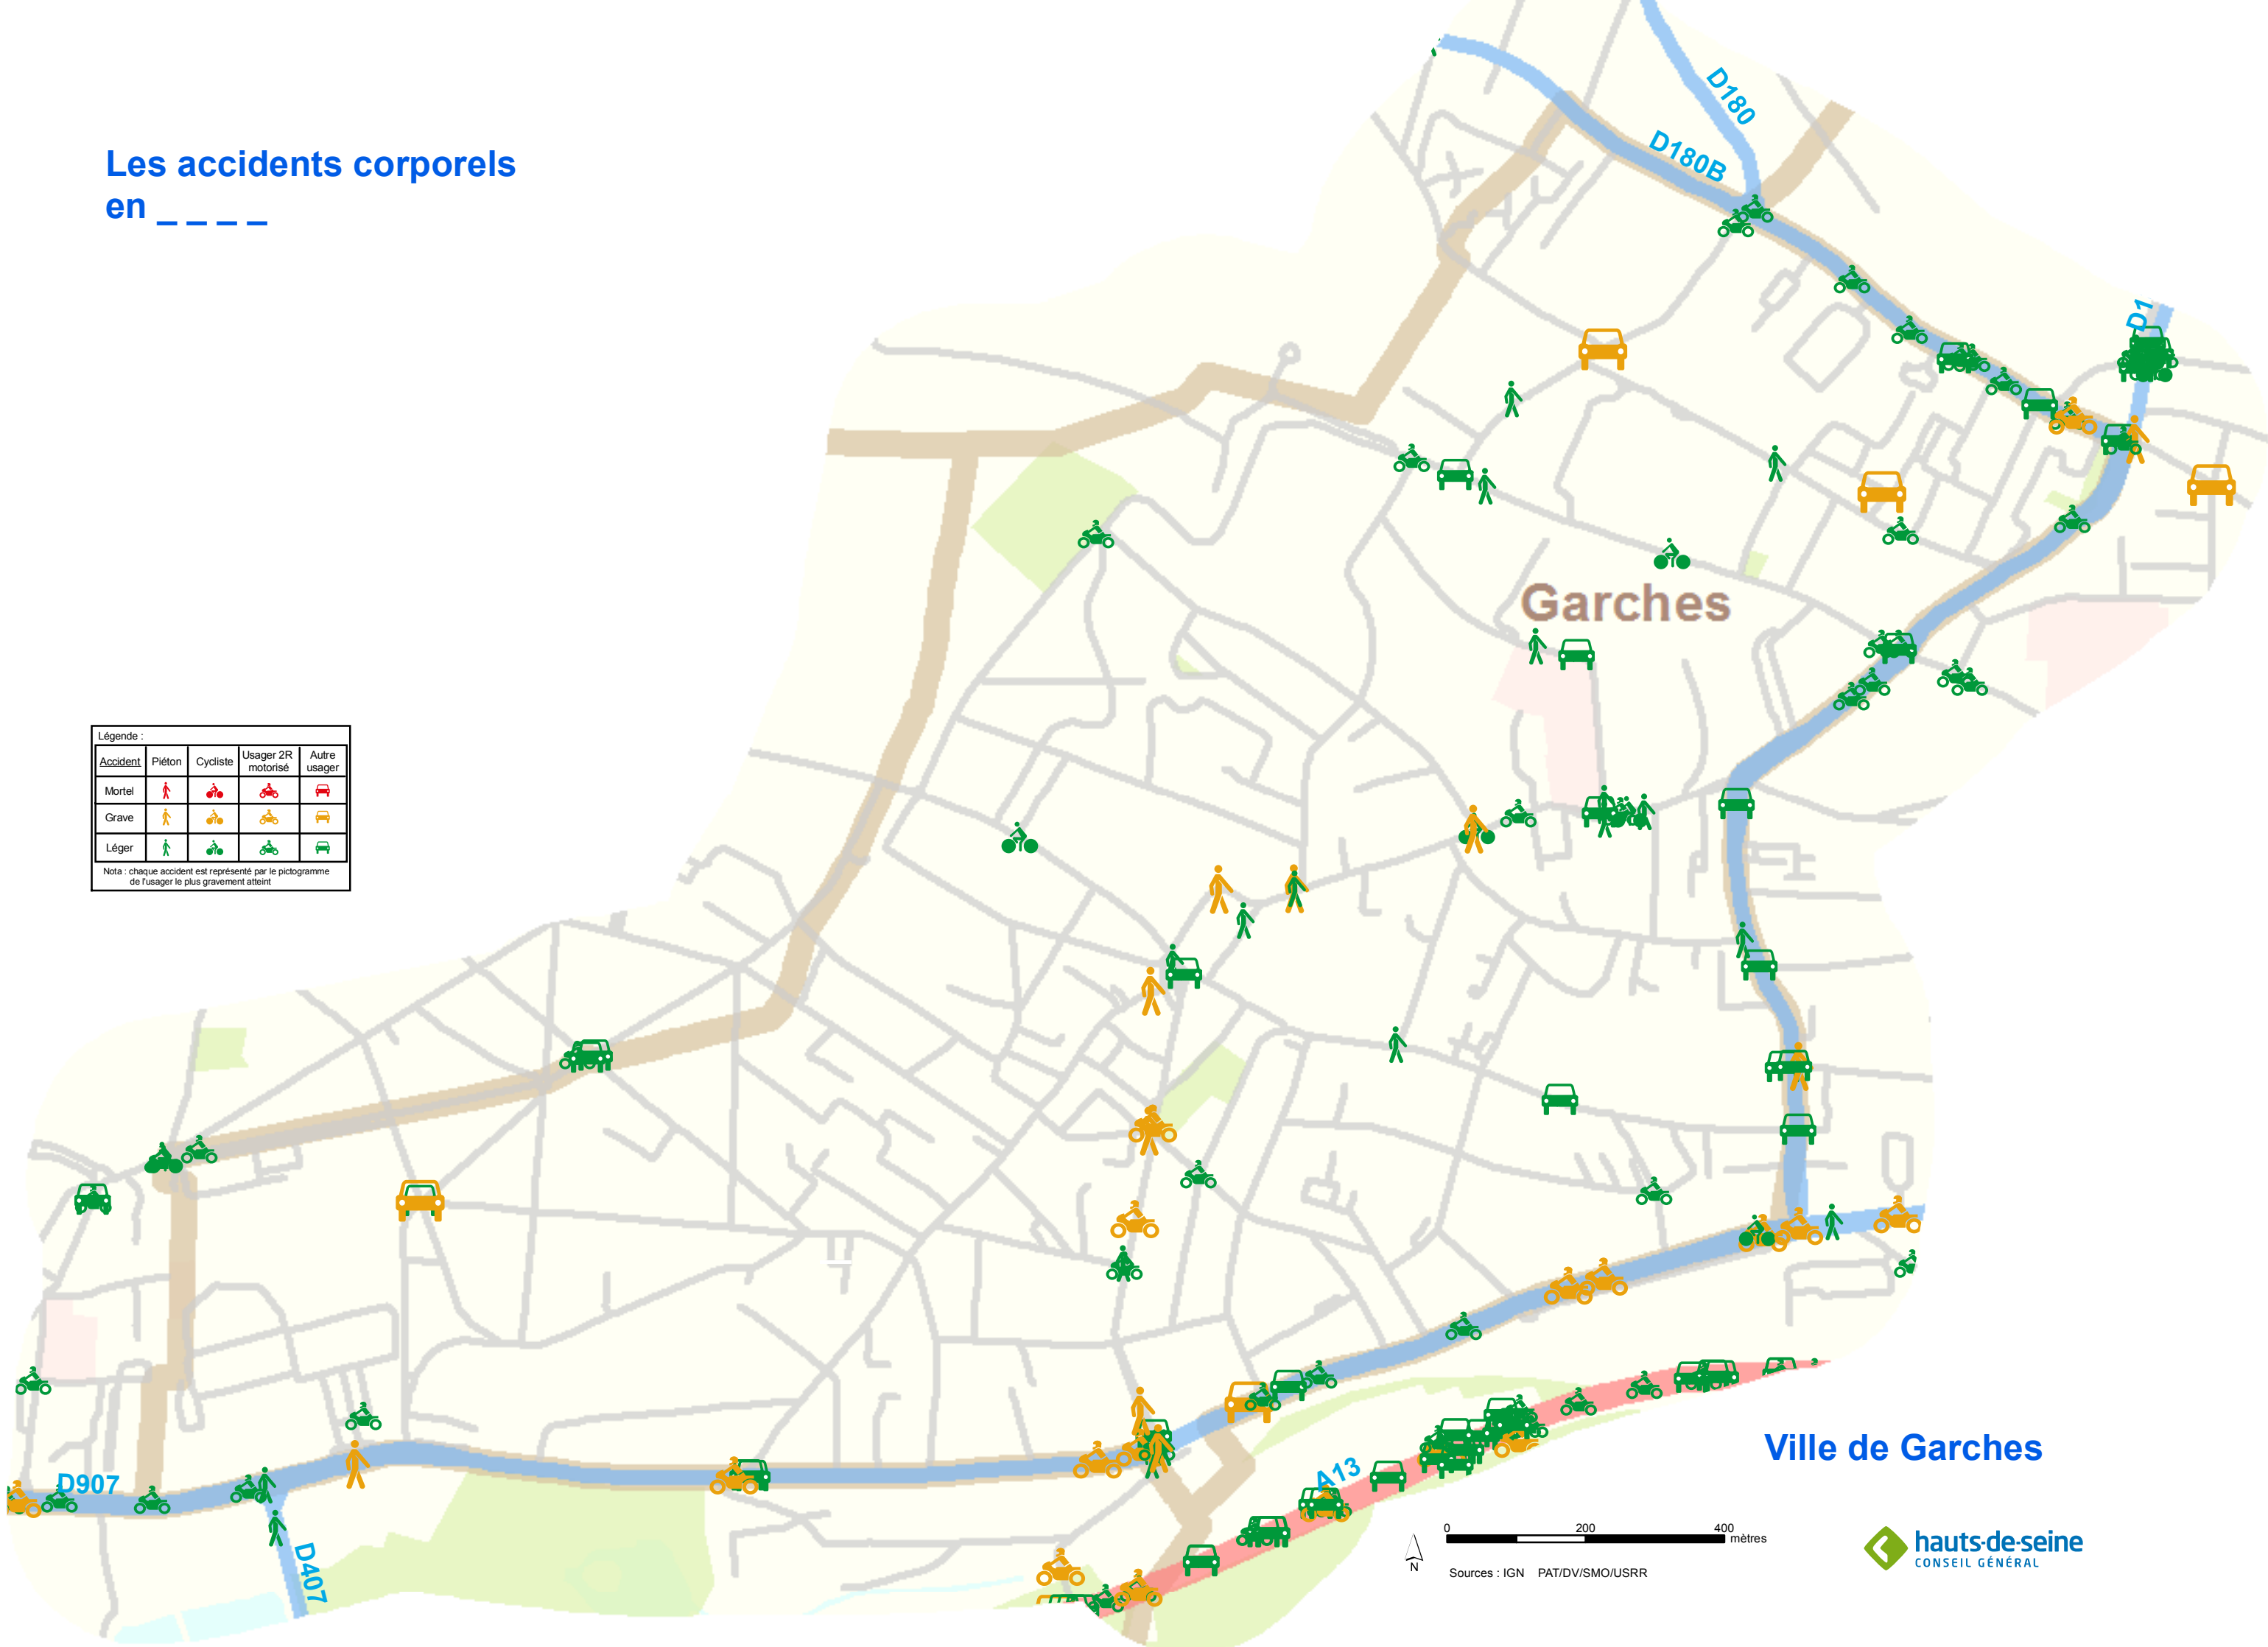 Les accidents corporels
en _ _ _ _
D180
D180B
D1
Garches
Légende :
Accident Piéton Cycliste Usager 2R motorisé Autre usager
Mortel
Grave
Léger
Nota : chaque accident est représenté par le pictogramme
de l'usager le plus gravement atteint
D907
D407
A13
Ville de Garches
0 200 400
mètres
N
Sources : IGN PAT/DV/SMO/USRR
hauts-de-seine
CONSEIL GÉNÉRAL